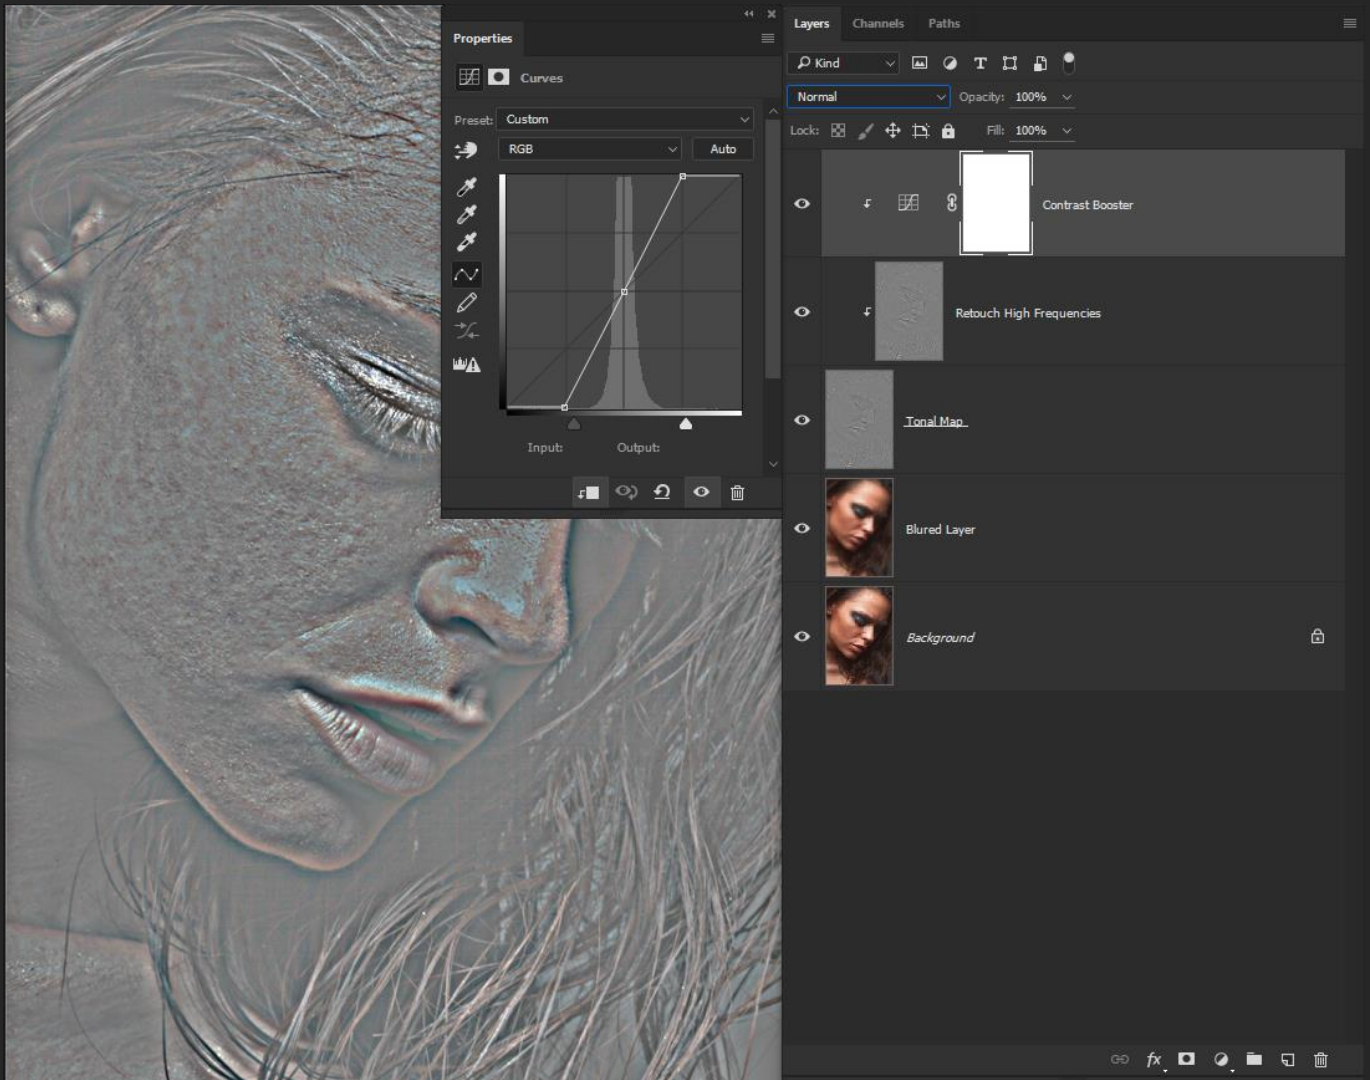 Properties
Curves
Preset: Custom
RGB
Auto
Input: Output:
Layers Channels Paths
Kind
Normal Opacity: 100%
Lock: Fill: 100%
Contrast Booster
Retouch High Frequencies
Tonal Map
Blured Layer
Background
fx